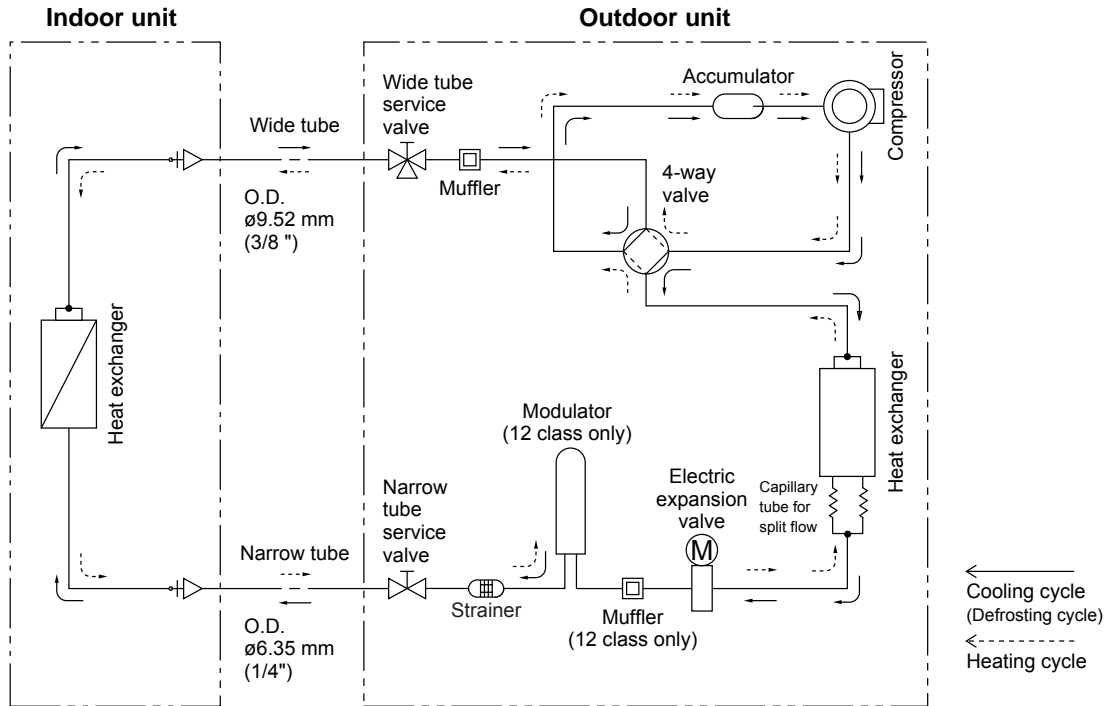 Indoor unit
Outdoor unit
Wide tube
service
valve
Accumulator
Compressor
Wide tube
Muffler
4-way
valve
O.D.
ø9.52 mm
(3/8 ")
Heat exchanger
Heat exchanger
Modulator
(12 class only)
Electric
expansion
valve
M
Capillary
tube for
split flow
Narrow
tube
service
valve
Narrow tube
Strainer
Muffler
(12 class only)
O.D.
ø6.35 mm
(1/4")
Cooling cycle
(Defrosting cycle)
Heating cycle